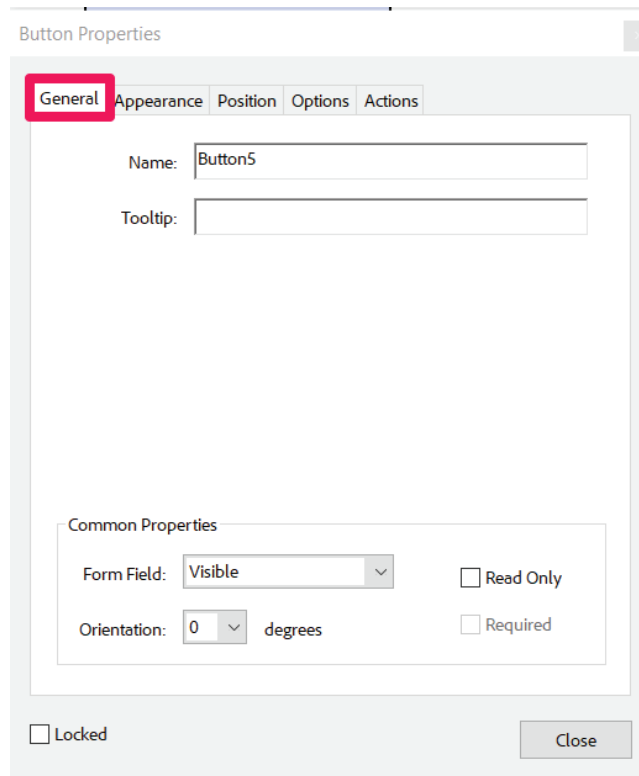 Button Properties
General Appearance Position Options Actions
Name: Button5
Tooltip:
Common Properties
Form Field: Visible
Read Only
Orientation: 0 degrees
Required
Locked
Close